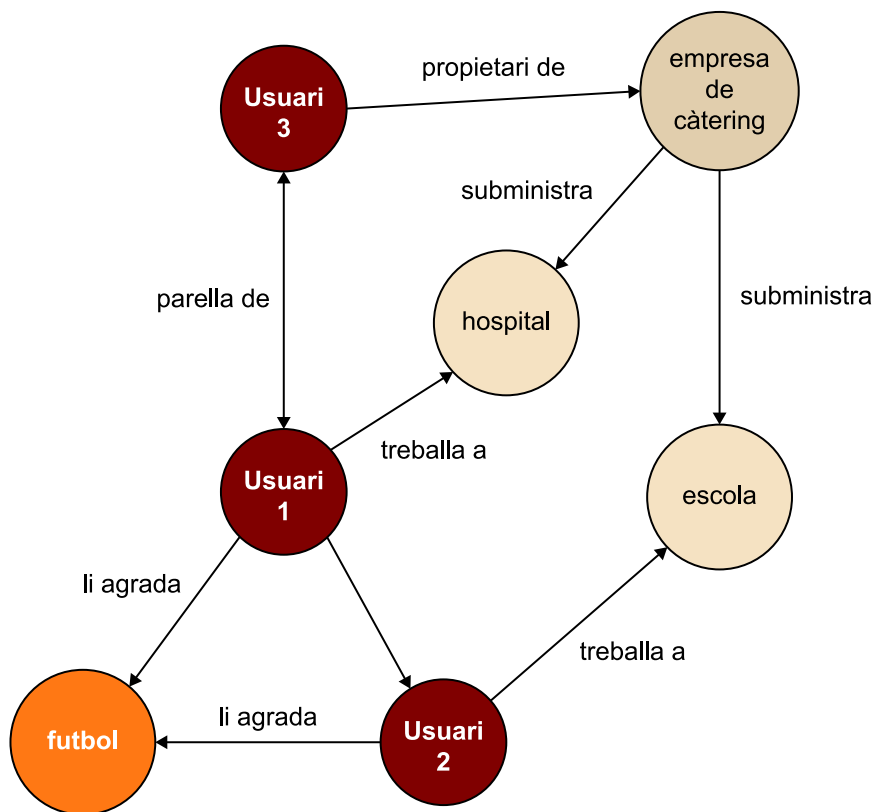 Usuari
3
propietari de
empresa
de
càtering
subministra
parella de
hospital
subministra
treballa a
Usuari
1
escola
li agrada
treballa a
futbol
li agrada
Usuari
2